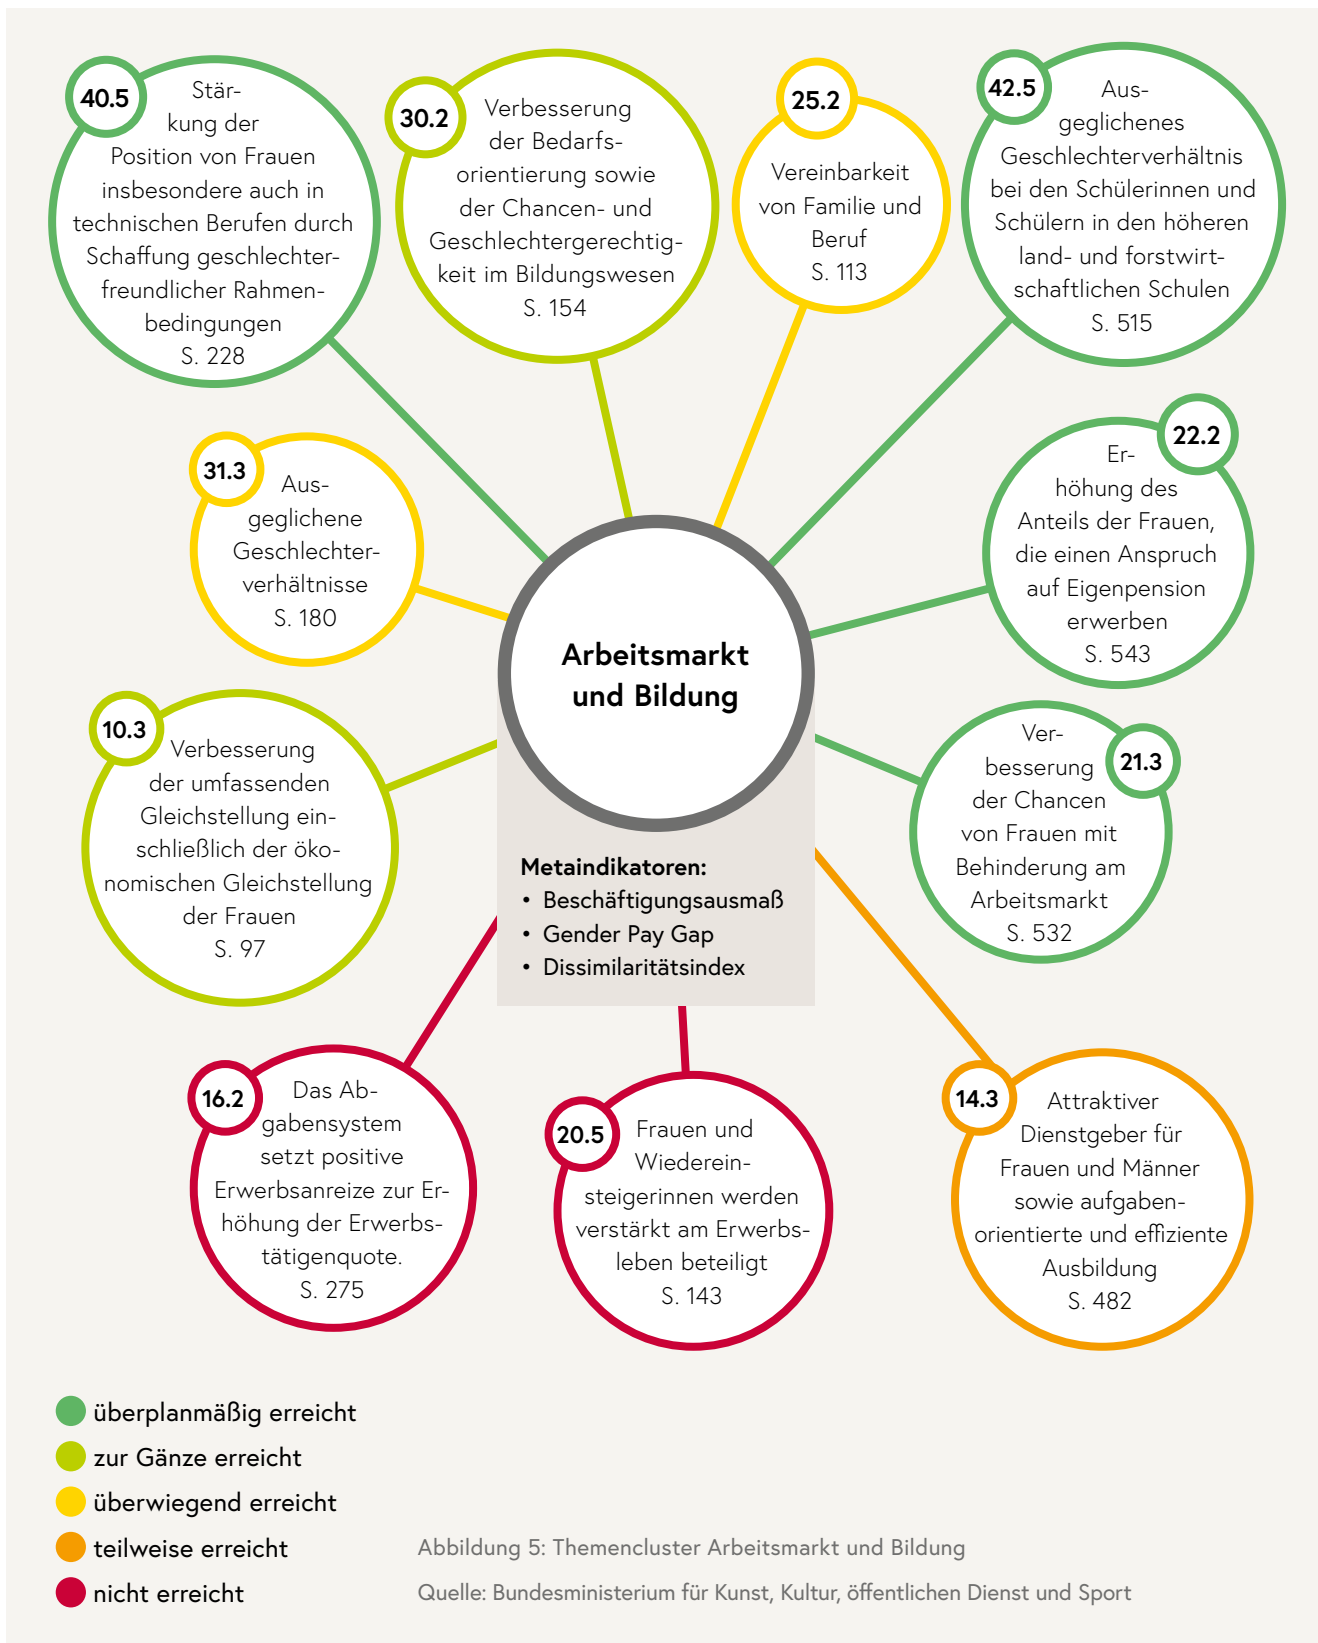 40.5
Stär-
kung der
Position von Frauen
insbesondere auch in
technischen Berufen durch
Schaffung geschlechter-
freundlicher Rahmen-
bedingungen
S. 228
30.2
Verbesserung
der Bedarfs-
orientierung sowie
der Chancen- und
Geschlechtergerechtig-
keit im Bildungswesen
S. 154
25.2
Vereinbarkeit
von Familie und
Beruf
S. 113
42.5
Aus-
geglichenes
Geschlechterverhältnis
bei den Schülerinnen und
Schülern in den höheren
land- und forstwirt-
schaftlichen Schulen
S. 515
31.3
Aus-
geglichene
Geschlechter-
verhältnisse
S. 180
22.2
Er-
höhung des
Anteils der Frauen,
die einen Anspruch
auf Eigenpension
erwerben
S. 543
Arbeitsmarkt
und Bildung
10.3
Verbesserung
der umfassenden
Gleichstellung ein-
schließlich der öko-
nomischen Gleichstellung
der Frauen
S. 97
21.3
Ver-
besserung
der Chancen
von Frauen mit
Behinderung am
Arbeitsmarkt
S. 532
Metaindikatoren:
• Beschäftigungsausmaß
• Gender Pay Gap
• Dissimilaritätsindex
16.2
Das Ab-
gabensystem
setzt positive
Erwerbsanreize zur Er-
höhung der Erwerbs-
tätigenquote.
S. 275
20.5
Frauen und
Wiederein-
steigerinnen werden
verstärkt am Erwerbs-
leben beteiligt
S. 143
14.3
Attraktiver
Dienstgeber für
Frauen und Männer
sowie aufgaben-
orientierte und effiziente
Ausbildung
S. 482
überplanmäßig erreicht
zur Gänze erreicht
überwiegend erreicht
teilweise erreicht
nicht erreicht
Abbildung 5: Themencluster Arbeitsmarkt und Bildung
Quelle: Bundesministerium für Kunst, Kultur, öffentlichen Dienst und Sport